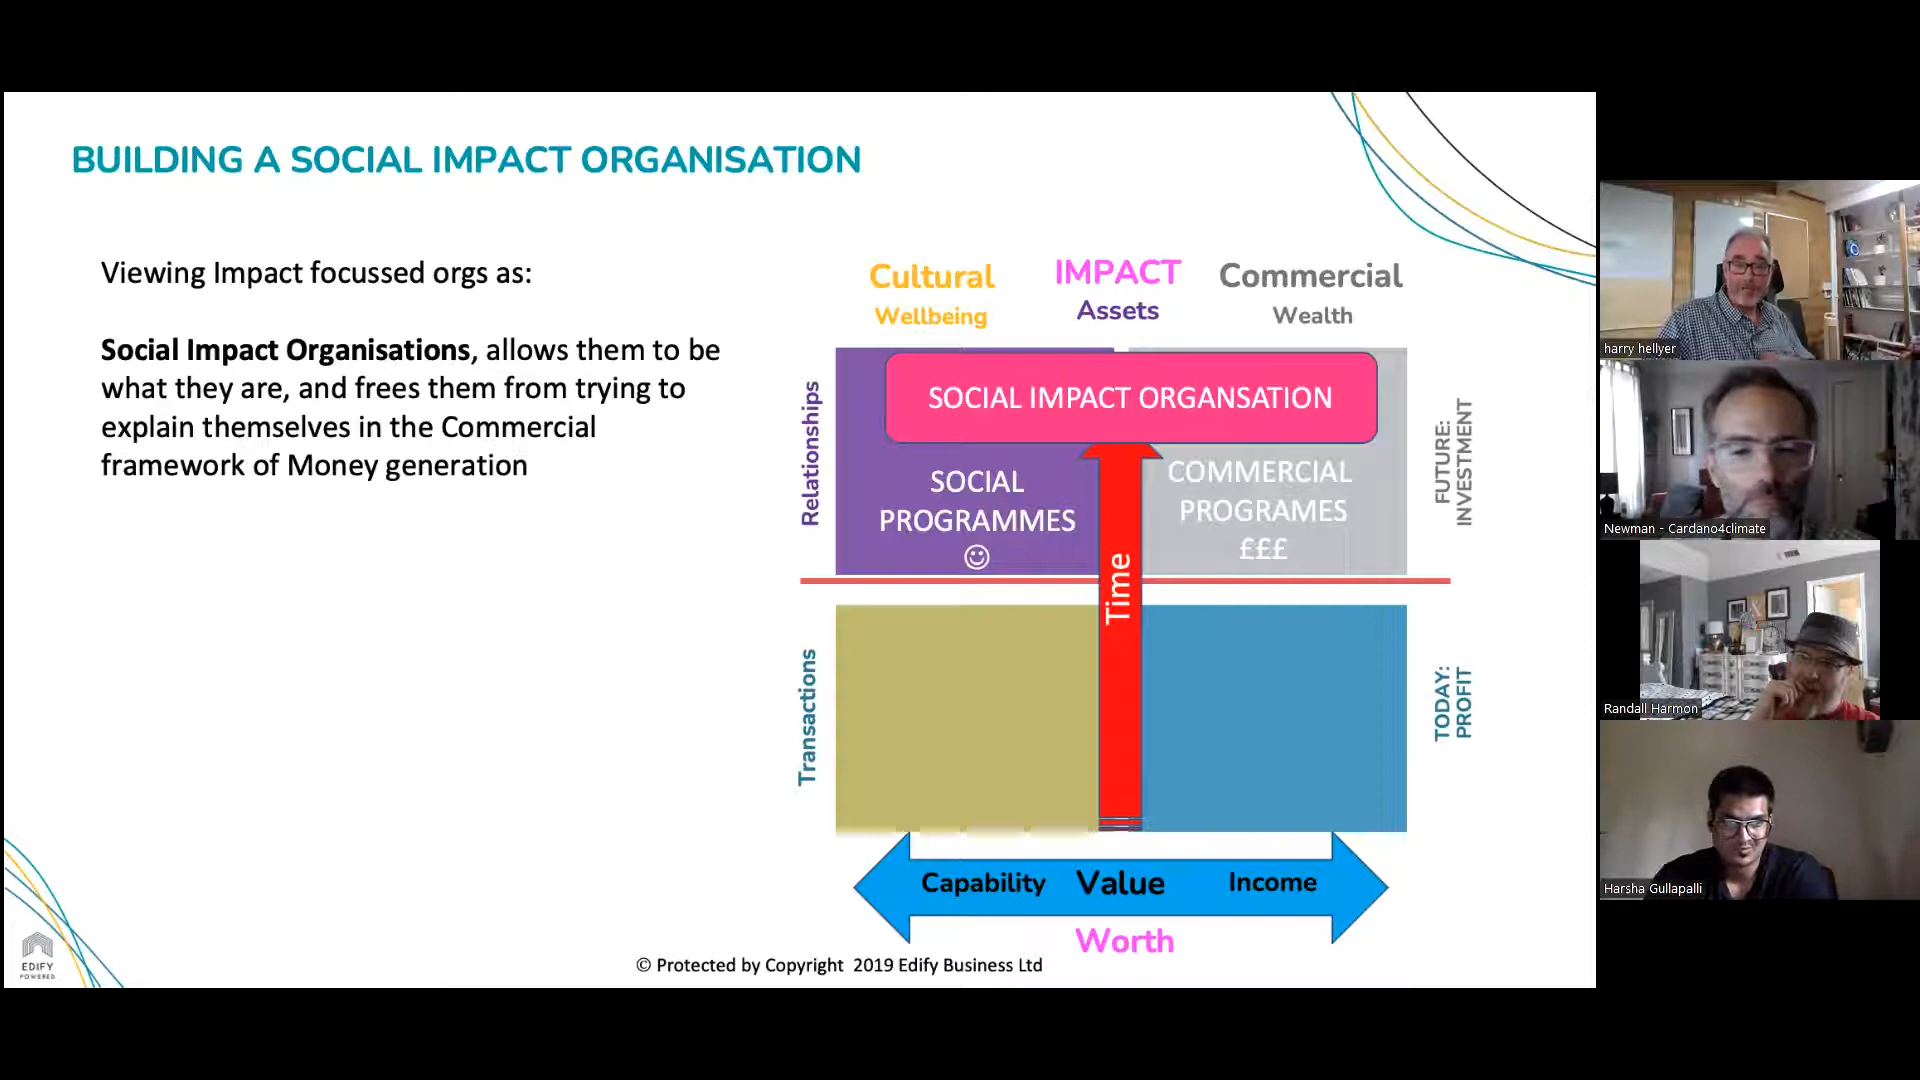 BUILDING A SOCIAL IMPACT ORGANISATION
Viewing Impact focussed orgs as:
Social Impact Organisations, allows them to be
what they are, and frees them from trying to
explain themselves in the Commercial
framework of Money generation
Cultural
Wellbeing
IMPACT
Assets
Commercial
Wealth
Relationships
SOCIAL IMPACT ORGANSATION
SOCIAL
PROGRAMMES
COMMERCIAL
PROGRAMES
£££
FUTURE:
INVESTMENT
Time
Transactions
TODAY:
PROFIT
Capability
Value
Income
Worth
© Protected by Copyright 2019 Edify Business Ltd
EDIFY
POWERED
harry hellyer
Newman - Cardano4climate
Randall Harmon
Harsha Gullapalli